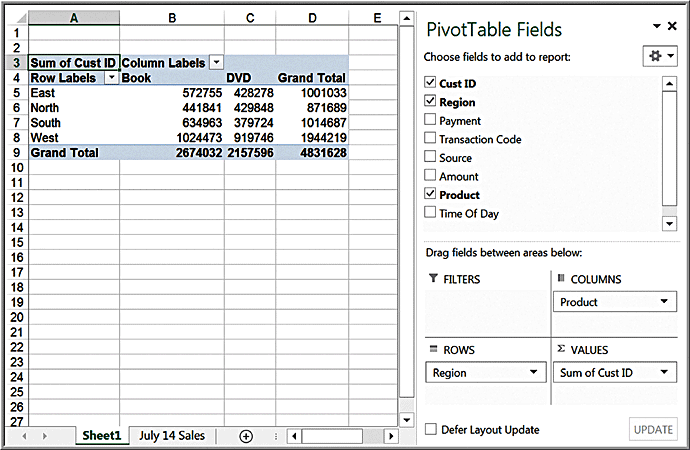 A B C D E
1
2
3 Sum of Cust ID Column Labels
4 Row Labels Book DVD Grand Total
5 East 572755 428278 1001033
6 North 441841 429848 871689
7 South 634963 379724 1014687
8 West 1024473 919746 1944219
9 Grand Total 2674032 2157596 4831628
10
11
12
13
14
15
16
17
18
19
20
21
22
23
24
25
26
27
Sheet1 July 14 Sales
PivotTable Fields
Choose fields to add to report:
Cust ID
Region
Payment
Transaction Code
Source
Amount
Product
Time Of Day
Drag fields between areas below:
FILTERS COLUMNS
Product
ROWS VALUES
Region Sum of Cust ID
Defer Layout Update UPDATE